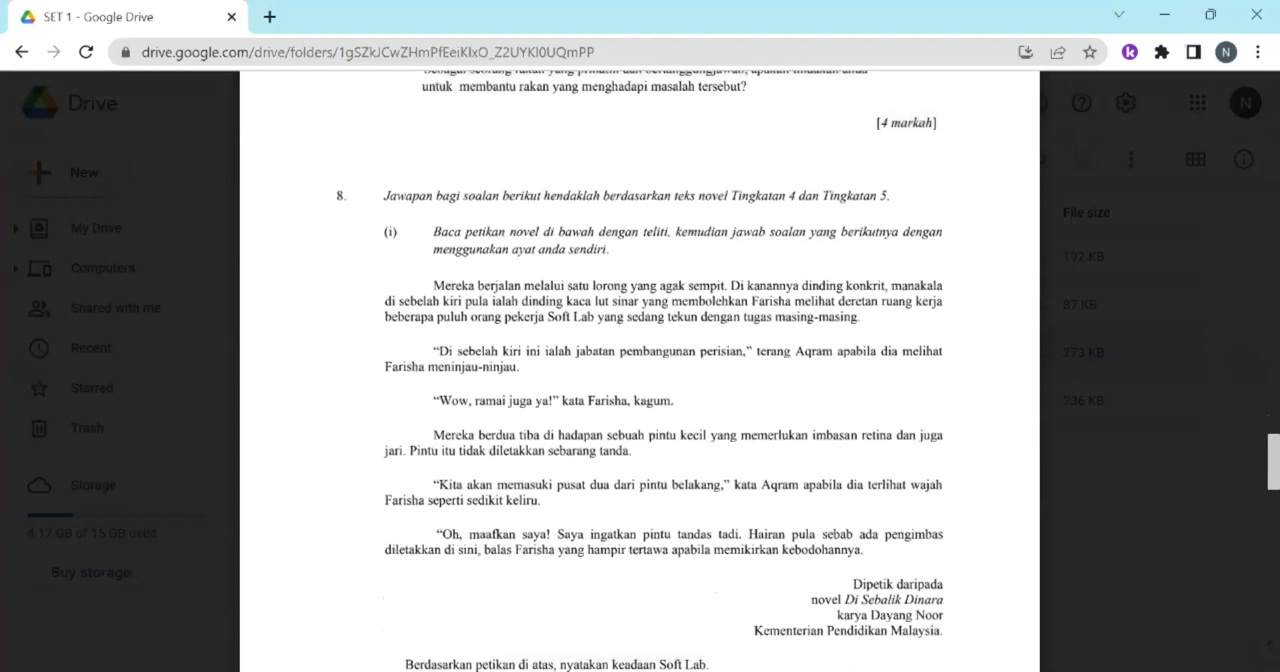 SET 1 - Google Drive
drive.google.com/drive/folders/1gSZkJCwZHmPfEeiKlxO_Z2UYKl0UQmPP
N
Drive
N
New
My Drive
Computers
Shared with me
Recent
Starred
Trash
Storage
4.17 GB of 15 GB used
Buy storage
File size
192 KB
87 KB
273 KB
236 KB
untuk membantu rakan yang menghadapi masalah tersebut?
[4 markah]
8. Jawapan bagi soalan berikut hendaklah berdasarkan teks novel Tingkatan 4 dan Tingkatan 5.
(i) Baca petikan novel di bawah dengan teliti, kemudian jawab soalan yang berikutnya dengan
menggunakan ayat anda sendiri.
Mereka berjalan melalui satu lorong yang agak sempit. Di kanannya dinding konkrit, manakala
di sebelah kiri pula ialah dinding kaca lut sinar yang membolehkan Farisha melihat deretan ruang kerja
beberapa puluh orang pekerja Soft Lab yang sedang tekun dengan tugas masing-masing.
“Di sebelah kiri ini ialah jabatan pembangunan perisian,” terang Aqram apabila dia melihat
Farisha meninjau-ninjau.
“Wow, ramai juga ya!” kata Farisha, kagum.
Mereka berdua tiba di hadapan sebuah pintu kecil yang memerlukan imbasan retina dan juga
jari. Pintu itu tidak diletakkan sebarang tanda.
“Kita akan memasuki pusat dua dari pintu belakang,” kata Aqram apabila dia terlihat wajah
Farisha seperti sedikit keliru.
“Oh, maafkan saya! Saya ingatkan pintu tandas tadi. Hairan pula sebab ada pengimbas
diletakkan di sini, balas Farisha yang hampir tertawa apabila memikirkan kebodohannya.
Dipetik daripada
novel Di Sebalik Dinara
karya Dayang Noor
Kementerian Pendidikan Malaysia.
Berdasarkan petikan di atas, nyatakan keadaan Soft Lab.